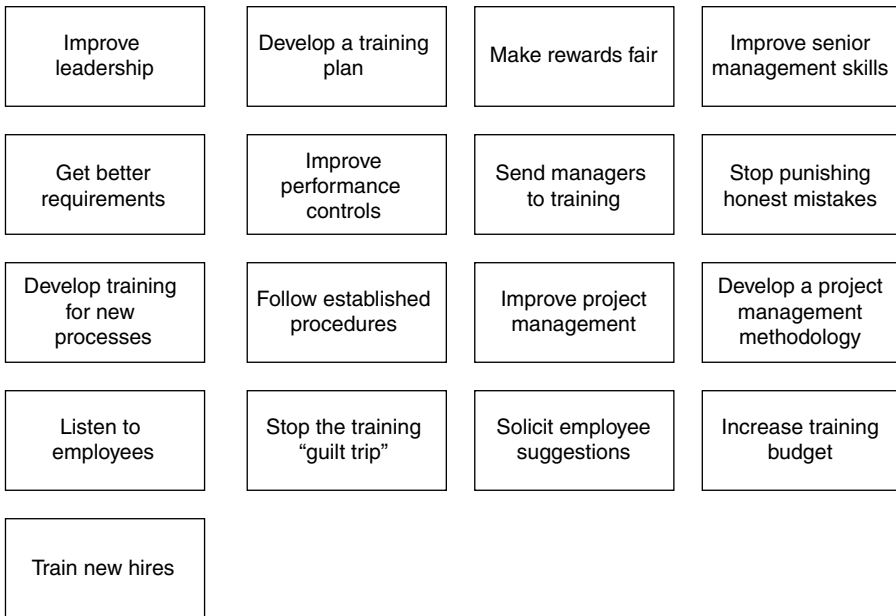 Improve
leadership
Develop a training
plan
Make rewards fair
Improve senior
management skills
Get better
requirements
Improve
performance
controls
Send managers
to training
Stop punishing
honest mistakes
Develop training
for new
processes
Follow established
procedures
Improve project
management
Develop a project
management
methodology
Listen to
employees
Stop the training
“guilt trip”
Solicit employee
suggestions
Increase training
budget
Train new hires